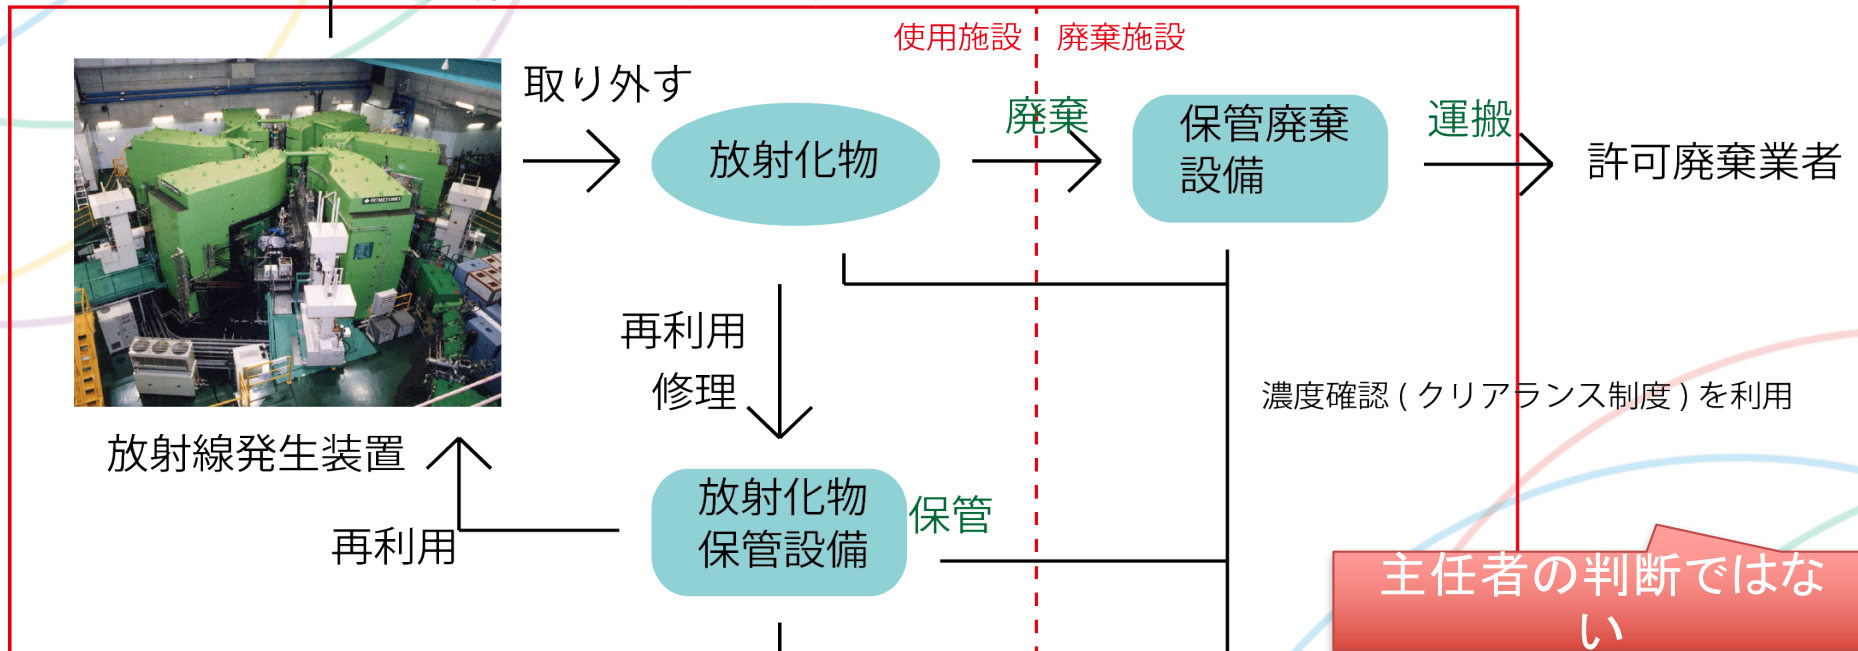 使用施設
廃棄施設
取り外す
放射化物
廃棄
保管廃棄
設備
運搬
許可廃棄業者
SUMITOMO
再利用
修理
濃度確認 ( クリアランス制度 ) を利用
放射線発生装置
再利用
放射化物
保管設備
保管
主任者の判断ではな
い